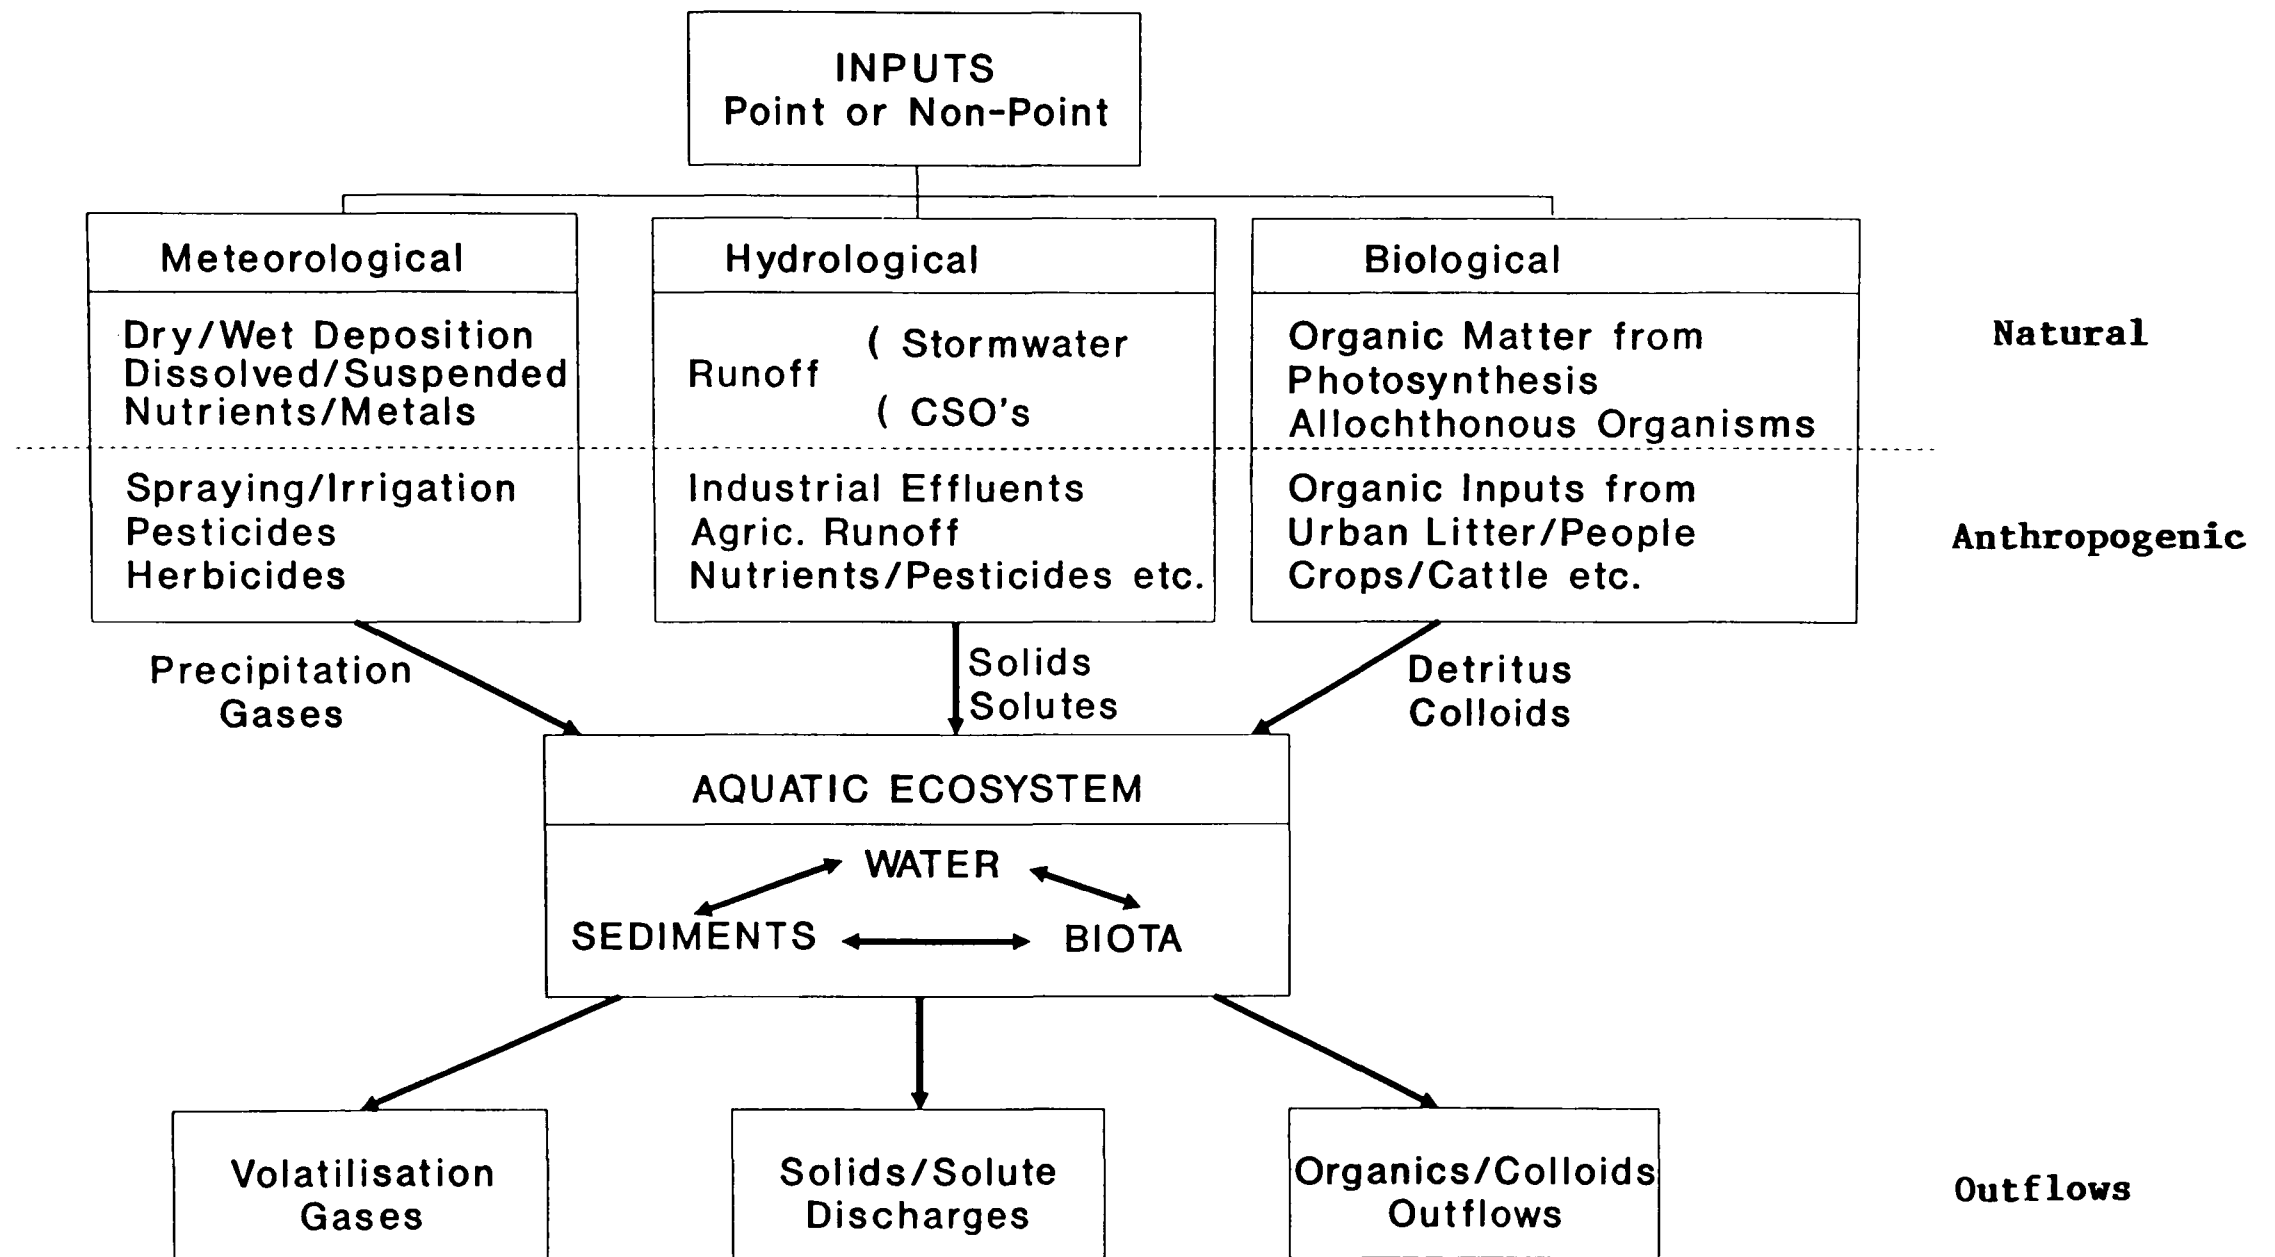 INPUTS
Point or Non-Point
Meteorological
Dry/Wet Deposition
Dissolved/Suspended
Nutrients/Metals
Spraying/Irrigation
Pesticides
Herbicides
Hydrological
( Stormwater
Runoff
( CSO's
Industrial Effluents
Agric. Runoff
Nutrients/Pesticides etc.
Biological
Organic Matter from
Photosynthesis
Allochthonous Organisms
Organic Inputs from
Urban Litter/People
Crops/Cattle etc.
Natural
Anthropogenic
Precipitation
Gases
Solids
Solutes
Detritus
Colloids
AQUATIC ECOSYSTEM
WATER
SEDIMENTS
BIOTA
Volatilisation
Gases
Solids/Solute
Discharges
Organics/Colloids
Outflows
Outflows